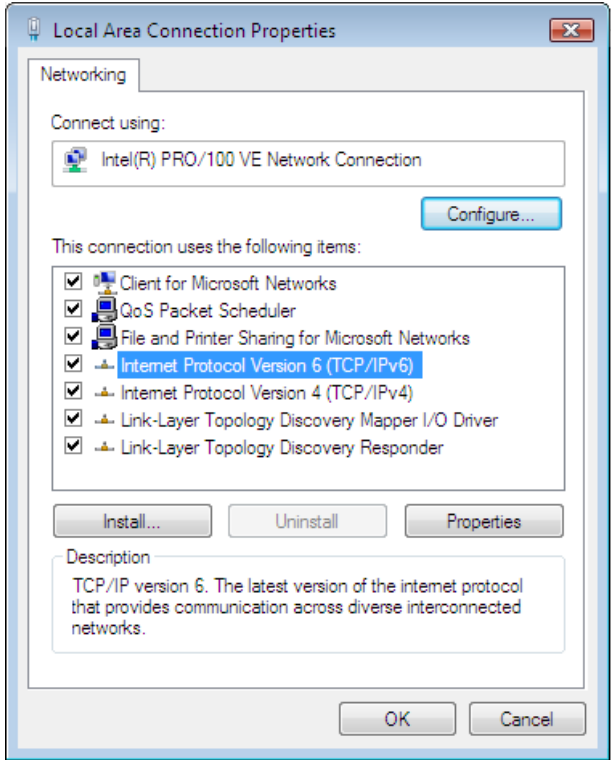 Local Area Connection Properties
Networking
Connect using:
Intel(R) PRO/100 VE Network Connection
Configure...
This connection uses the following items:
Client for Microsoft Networks
QoS Packet Scheduler
File and Printer Sharing for Microsoft Networks
Internet Protocol Version 6 (TCP/IPv6)
Internet Protocol Version 4 (TCP/IPv4)
Link-Layer Topology Discovery Mapper I/O Driver
Link-Layer Topology Discovery Responder
Install... Uninstall Properties
Description
TCP/IP version 6. The latest version of the internet protocol
that provides communication across diverse interconnected
networks.
OK Cancel